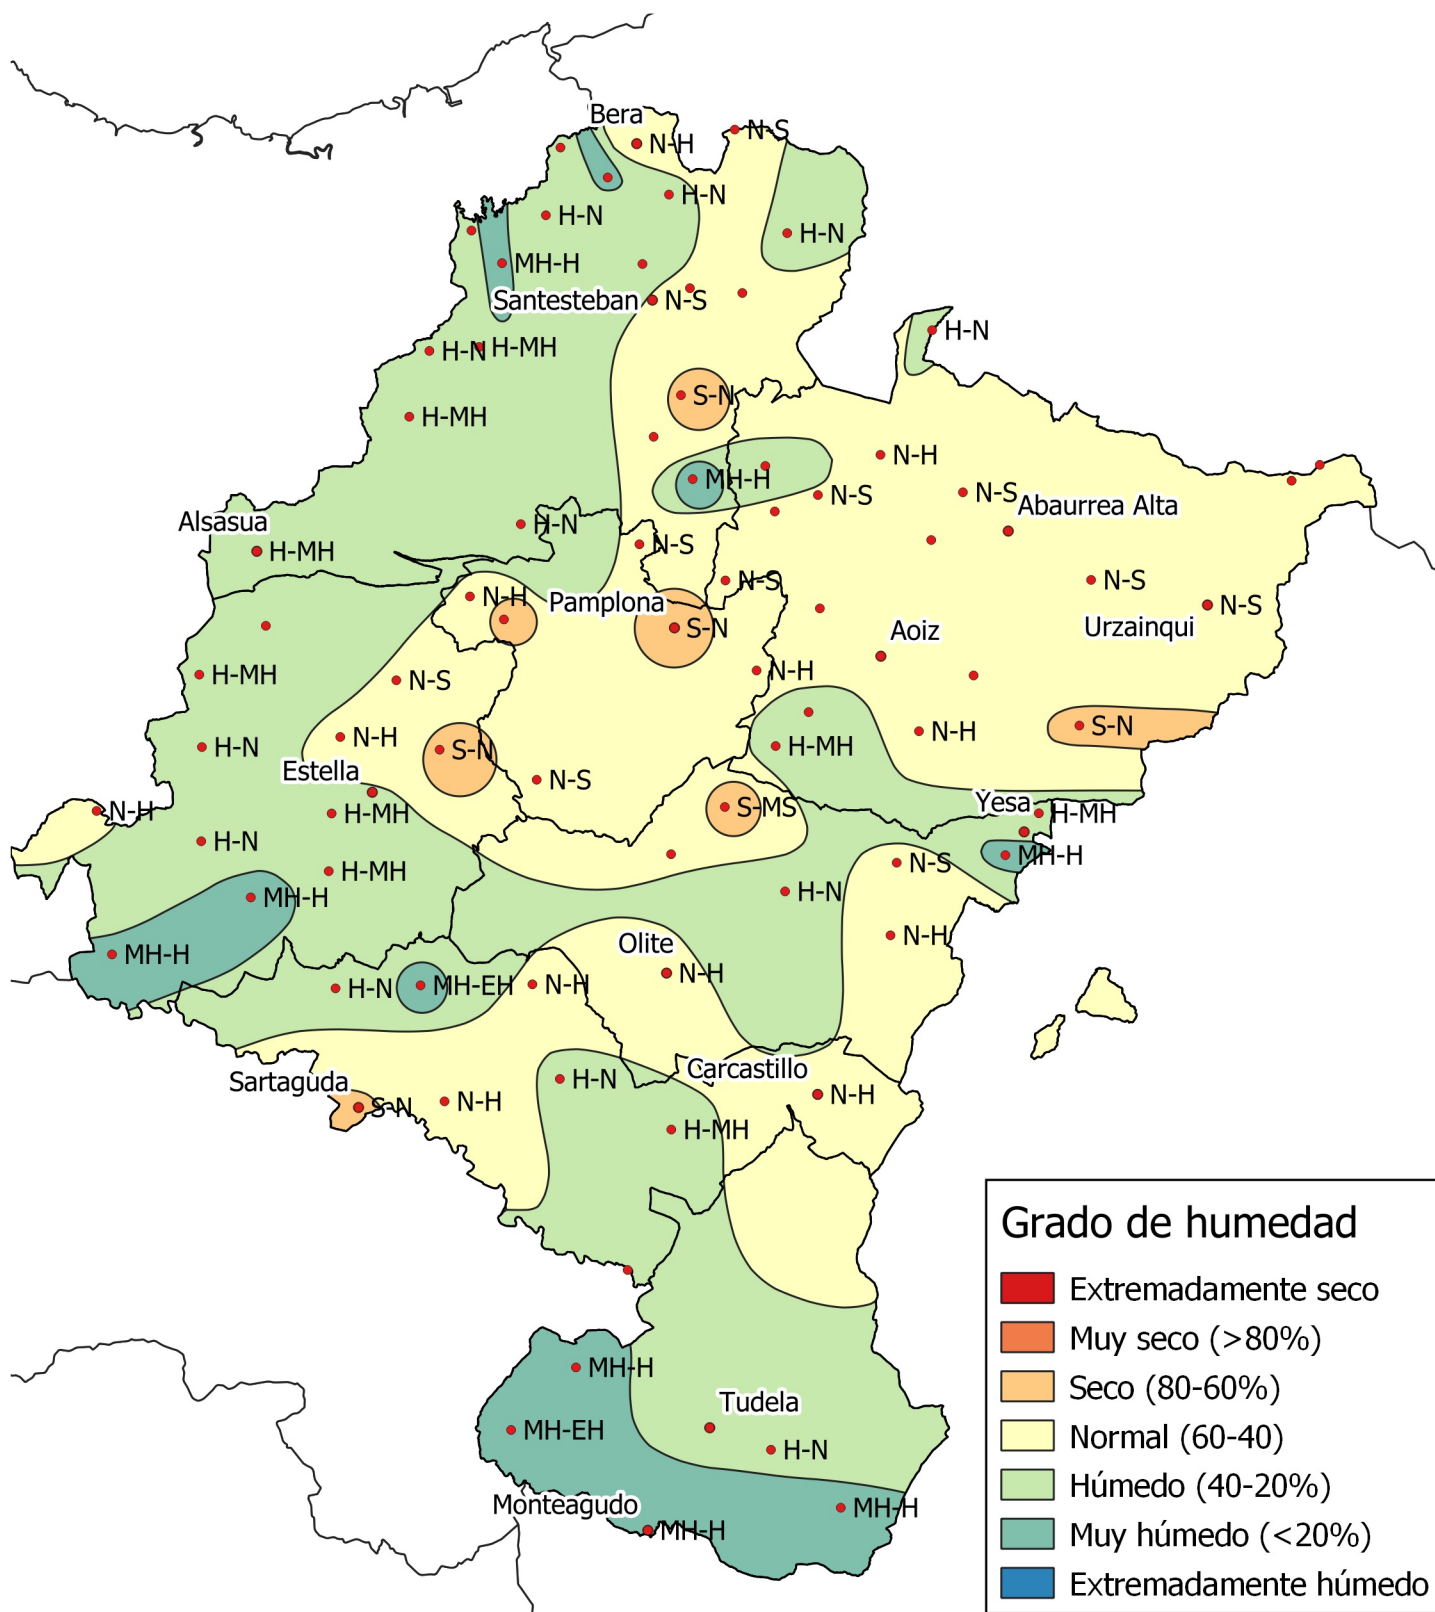 Bera
N-H
N-S
H-N
H-N
H-N
MH-H
Santesteban
N-S
H-N
H-N
H-MH
S-N
H-MH
N-H
MH-H
N-S
N-S
Abaurrea Alta
Alsasua
H-N
H-MH
N-S
N-S
N-S
N-H
Pamplona
N-S
S-N
Urzainqui
Aoiz
H-MH
N-S
N-H
S-N
N-H
N-H
H-N
H-MH
S-N
Estella
N-S
Yesa
N-H
H-MH
S-MS
H-MH
H-N
MH-H
N-S
H-MH
H-N
MH-H
N-H
Olite
MH-H
N-H
H-N
MH-EH
N-H
Carcastillo
Sartaguda
H-N
N-H
S-N
N-H
H-MH
Grado de humedad
Extremadamente seco
Muy seco (>80%)
Seco (80-60%)
Normal (60-40)
Húmedo (40-20%)
Muy húmedo (<20%)
Extremadamente húmedo
MH-H
Tudela
MH-EH
H-N
Monteagudo
MH-H
MH-H